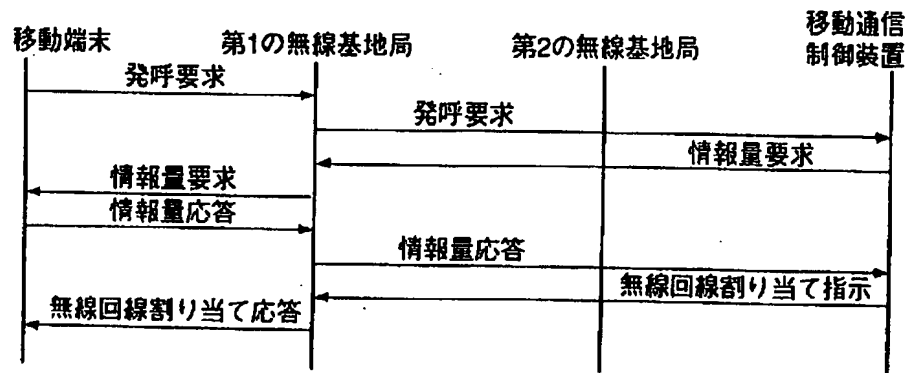 移動端末
第1の無線基地局
第2の無線基地局
移動通信
制御装置
発呼要求
発呼要求
情報量要求
情報量要求
情報量応答
情報量応答
無線回線割り当て指示
無線回線割り当て応答